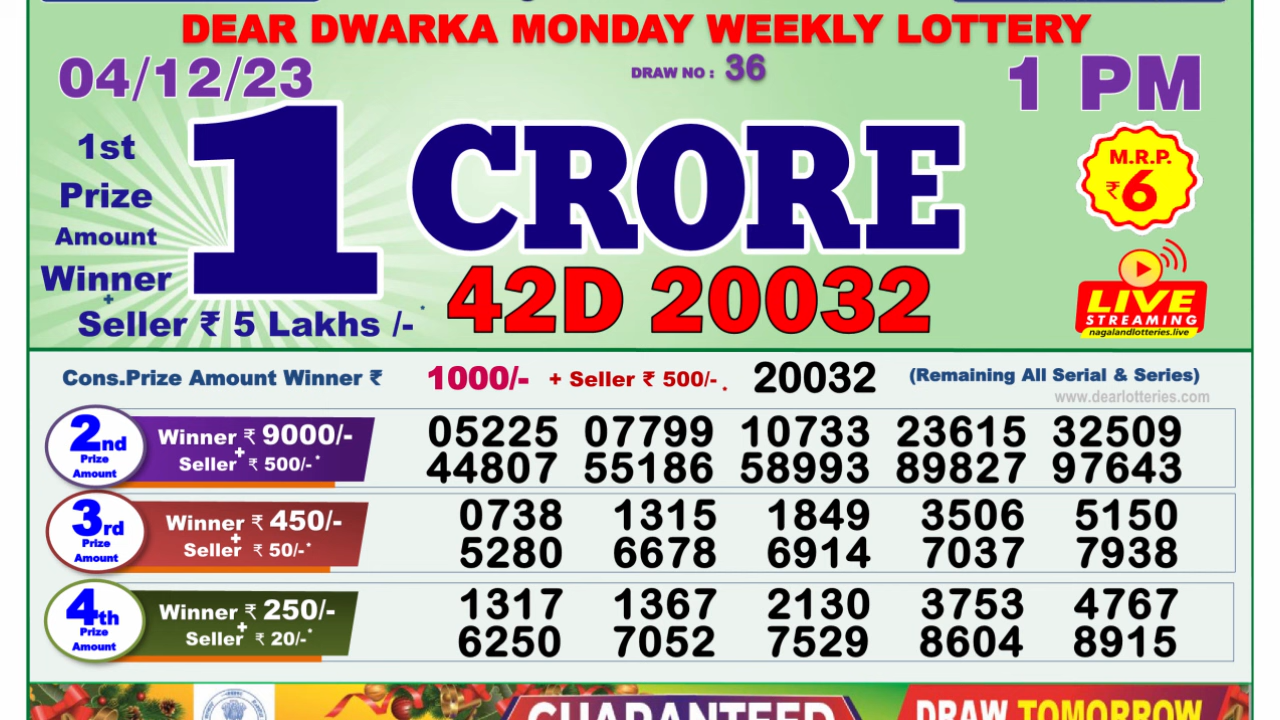 DEAR DWARKA MONDAY WEEKLY LOTTERY
04/12/23
DRAW NO : 36
1 PM
1st
Prize
Amount
Winner
+
Seller ₹ 5 Lakhs /- *
1 CRORE
42D 20032
M.R.P.
₹6
LIVE
STREAMING
nagalandlotteries.live
Cons.Prize Amount Winner ₹ 1000/- + Seller ₹ 500/- . 20032 (Remaining All Serial & Series)
www.dearlotteries.com
2nd
Prize
Amount
Winner ₹ 9000/-
+
Seller ₹ 500/-*
05225 07799 10733 23615 32509
44807 55186 58993 89827 97643
3rd
Prize
Amount
Winner ₹ 450/-
+
Seller ₹ 50/-*
0738 1315 1849 3506 5150
5280 6678 6914 7037 7938
4th
Prize
Amount
Winner ₹ 250/-
+
Seller ₹ 20/-*
1317 1367 2130 3753 4767
6250 7052 7529 8604 8915
GUARANTEED
DRAW TOMORROW